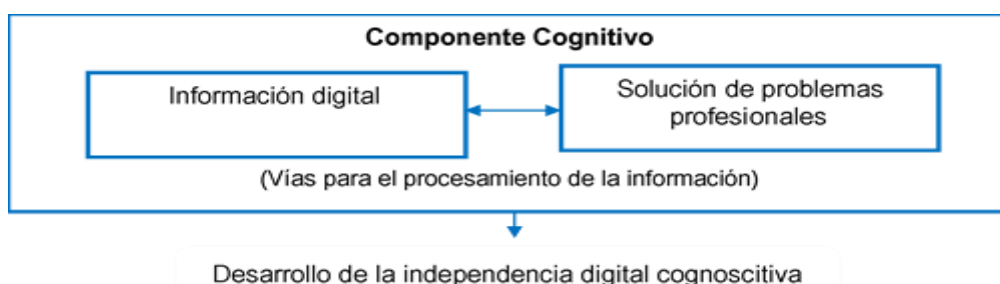 Componente Cognitivo
Información digital
Solución de problemas
profesionales
(Vías para el procesamiento de la información)
Desarrollo de la independencia digital cognoscitiva